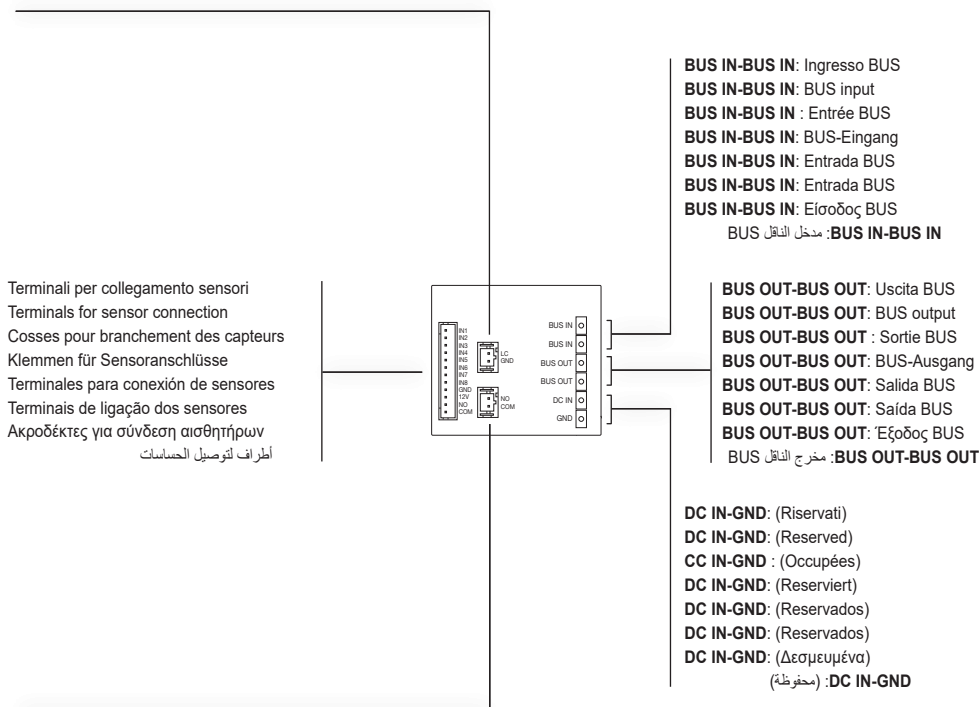 BUS IN-BUS IN: Ingresso BUS
BUS IN-BUS IN: BUS input
BUS IN-BUS IN : Entrée BUS
BUS IN-BUS IN: BUS-Eingang
BUS IN-BUS IN: Entrada BUS
BUS IN-BUS IN: Entrada BUS
BUS IN-BUS IN: Είσοδος BUS
BUS IN-BUS IN: مدخل الناقل BUS
Terminali per collegamento sensori
Terminals for sensor connection
Cosses pour branchement des capteurs
Klemmen für Sensoranschlüsse
Terminales para conexión de sensores
Terminais de ligação dos sensores
Ακροδέκτες για σύνδεση αισθητήρων
أطراف لتوصيل الحساسات
IN1
IN2
IN3
IN4
IN5
IN6
IN7
IN8
GND
12V
NO
COM
LC
GND
NO
COM
BUS IN
BUS IN
BUS OUT
BUS OUT
DC IN
GND
BUS OUT-BUS OUT: Uscita BUS
BUS OUT-BUS OUT: BUS output
BUS OUT-BUS OUT : Sortie BUS
BUS OUT-BUS OUT: BUS-Ausgang
BUS OUT-BUS OUT: Salida BUS
BUS OUT-BUS OUT: Saída BUS
BUS OUT-BUS OUT: Έξοδος BUS
BUS OUT-BUS OUT: مخرج الناقل BUS
DC IN-GND: (Riservati)
DC IN-GND: (Reserved)
CC IN-GND : (Occupées)
DC IN-GND: (Reserviert)
DC IN-GND: (Reservados)
DC IN-GND: (Reservados)
DC IN-GND: (Δεσμευμένα)
DC IN-GND: (محفوظة)